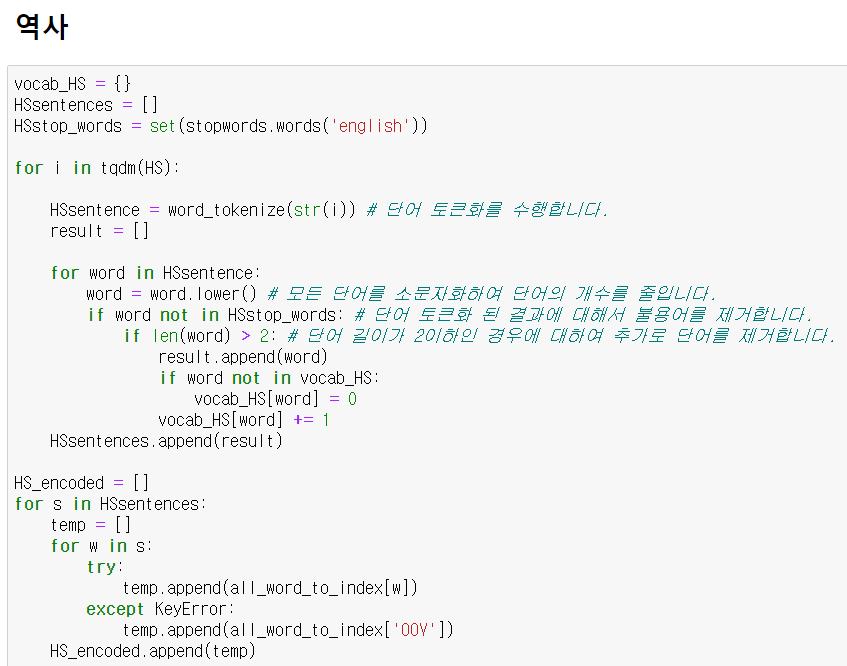 역사
vocab_HS = {}
HSsentences = []
HSstop_words = set(stopwords.words('english'))
for i in tqdm(HS):
HSsentence = word_tokenize(str(i)) # 단어 토큰화를 수행합니다.
result = []
for word in HSsentence:
word = word.lower() # 모든 단어를 소문자화하여 단어의 개수를 줄입니다.
if word not in HSstop_words: # 단어 토큰화 된 결과에 대해서 불용어를 제거합니다.
if len(word) > 2: # 단어 길이가 2이하인 경우에 대하여 추가로 단어를 제거합니다.
result.append(word)
if word not in vocab_HS:
vocab_HS[word] = 0
vocab_HS[word] += 1
HSsentences.append(result)
HS_encoded = []
for s in HSsentences:
temp = []
for w in s:
try:
temp.append(all_word_to_index[w])
except KeyError:
temp.append(all_word_to_index['OOV'])
HS_encoded.append(temp)